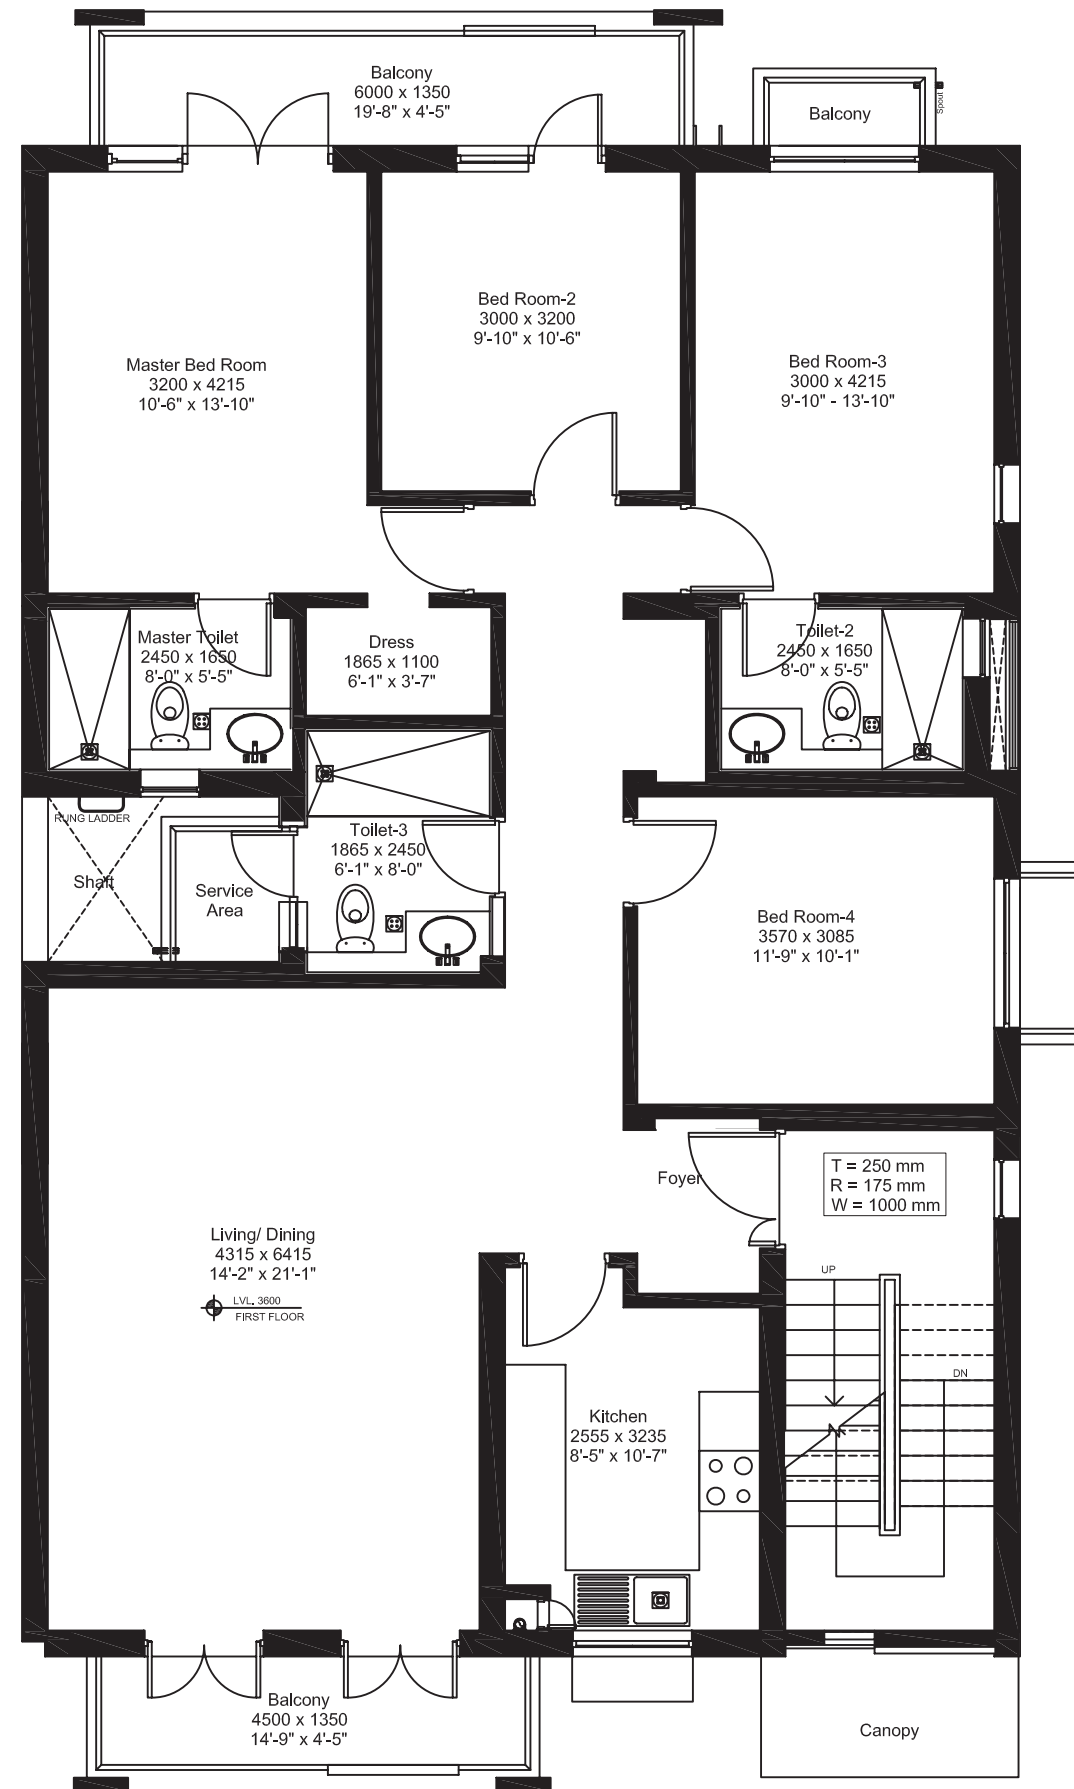 Balcony
6000 x 1350
19'-8" x 4'-5"
Balcony
Spout
Bed Room-2
3000 x 3200
9'-10" x 10'-6"
Master Bed Room
3200 x 4215
10'-6" x 13'-10"
Bed Room-3
3000 x 4215
9'-10" - 13'-10"
Master Toilet
2450 x 1650
8'-0" x 5'-5"
Dress
1865 x 1100
6'-1" x 3'-7"
Toilet-2
2450 x 1650
8'-0" x 5'-5"
RUNG LADDER
Shaft
Service
Area
Toilet-3
1865 x 2450
6'-1" x 8'-0"
Bed Room-4
3570 x 3085
11'-9" x 10'-1"
Foyer
T = 250 mm
R = 175 mm
W = 1000 mm
Living/ Dining
4315 x 6415
14'-2" x 21'-1"
LVL. 3600
FIRST FLOOR
UP
DN
Kitchen
2555 x 3235
8'-5" x 10'-7"
Balcony
4500 x 1350
14'-9" x 4'-5"
Canopy